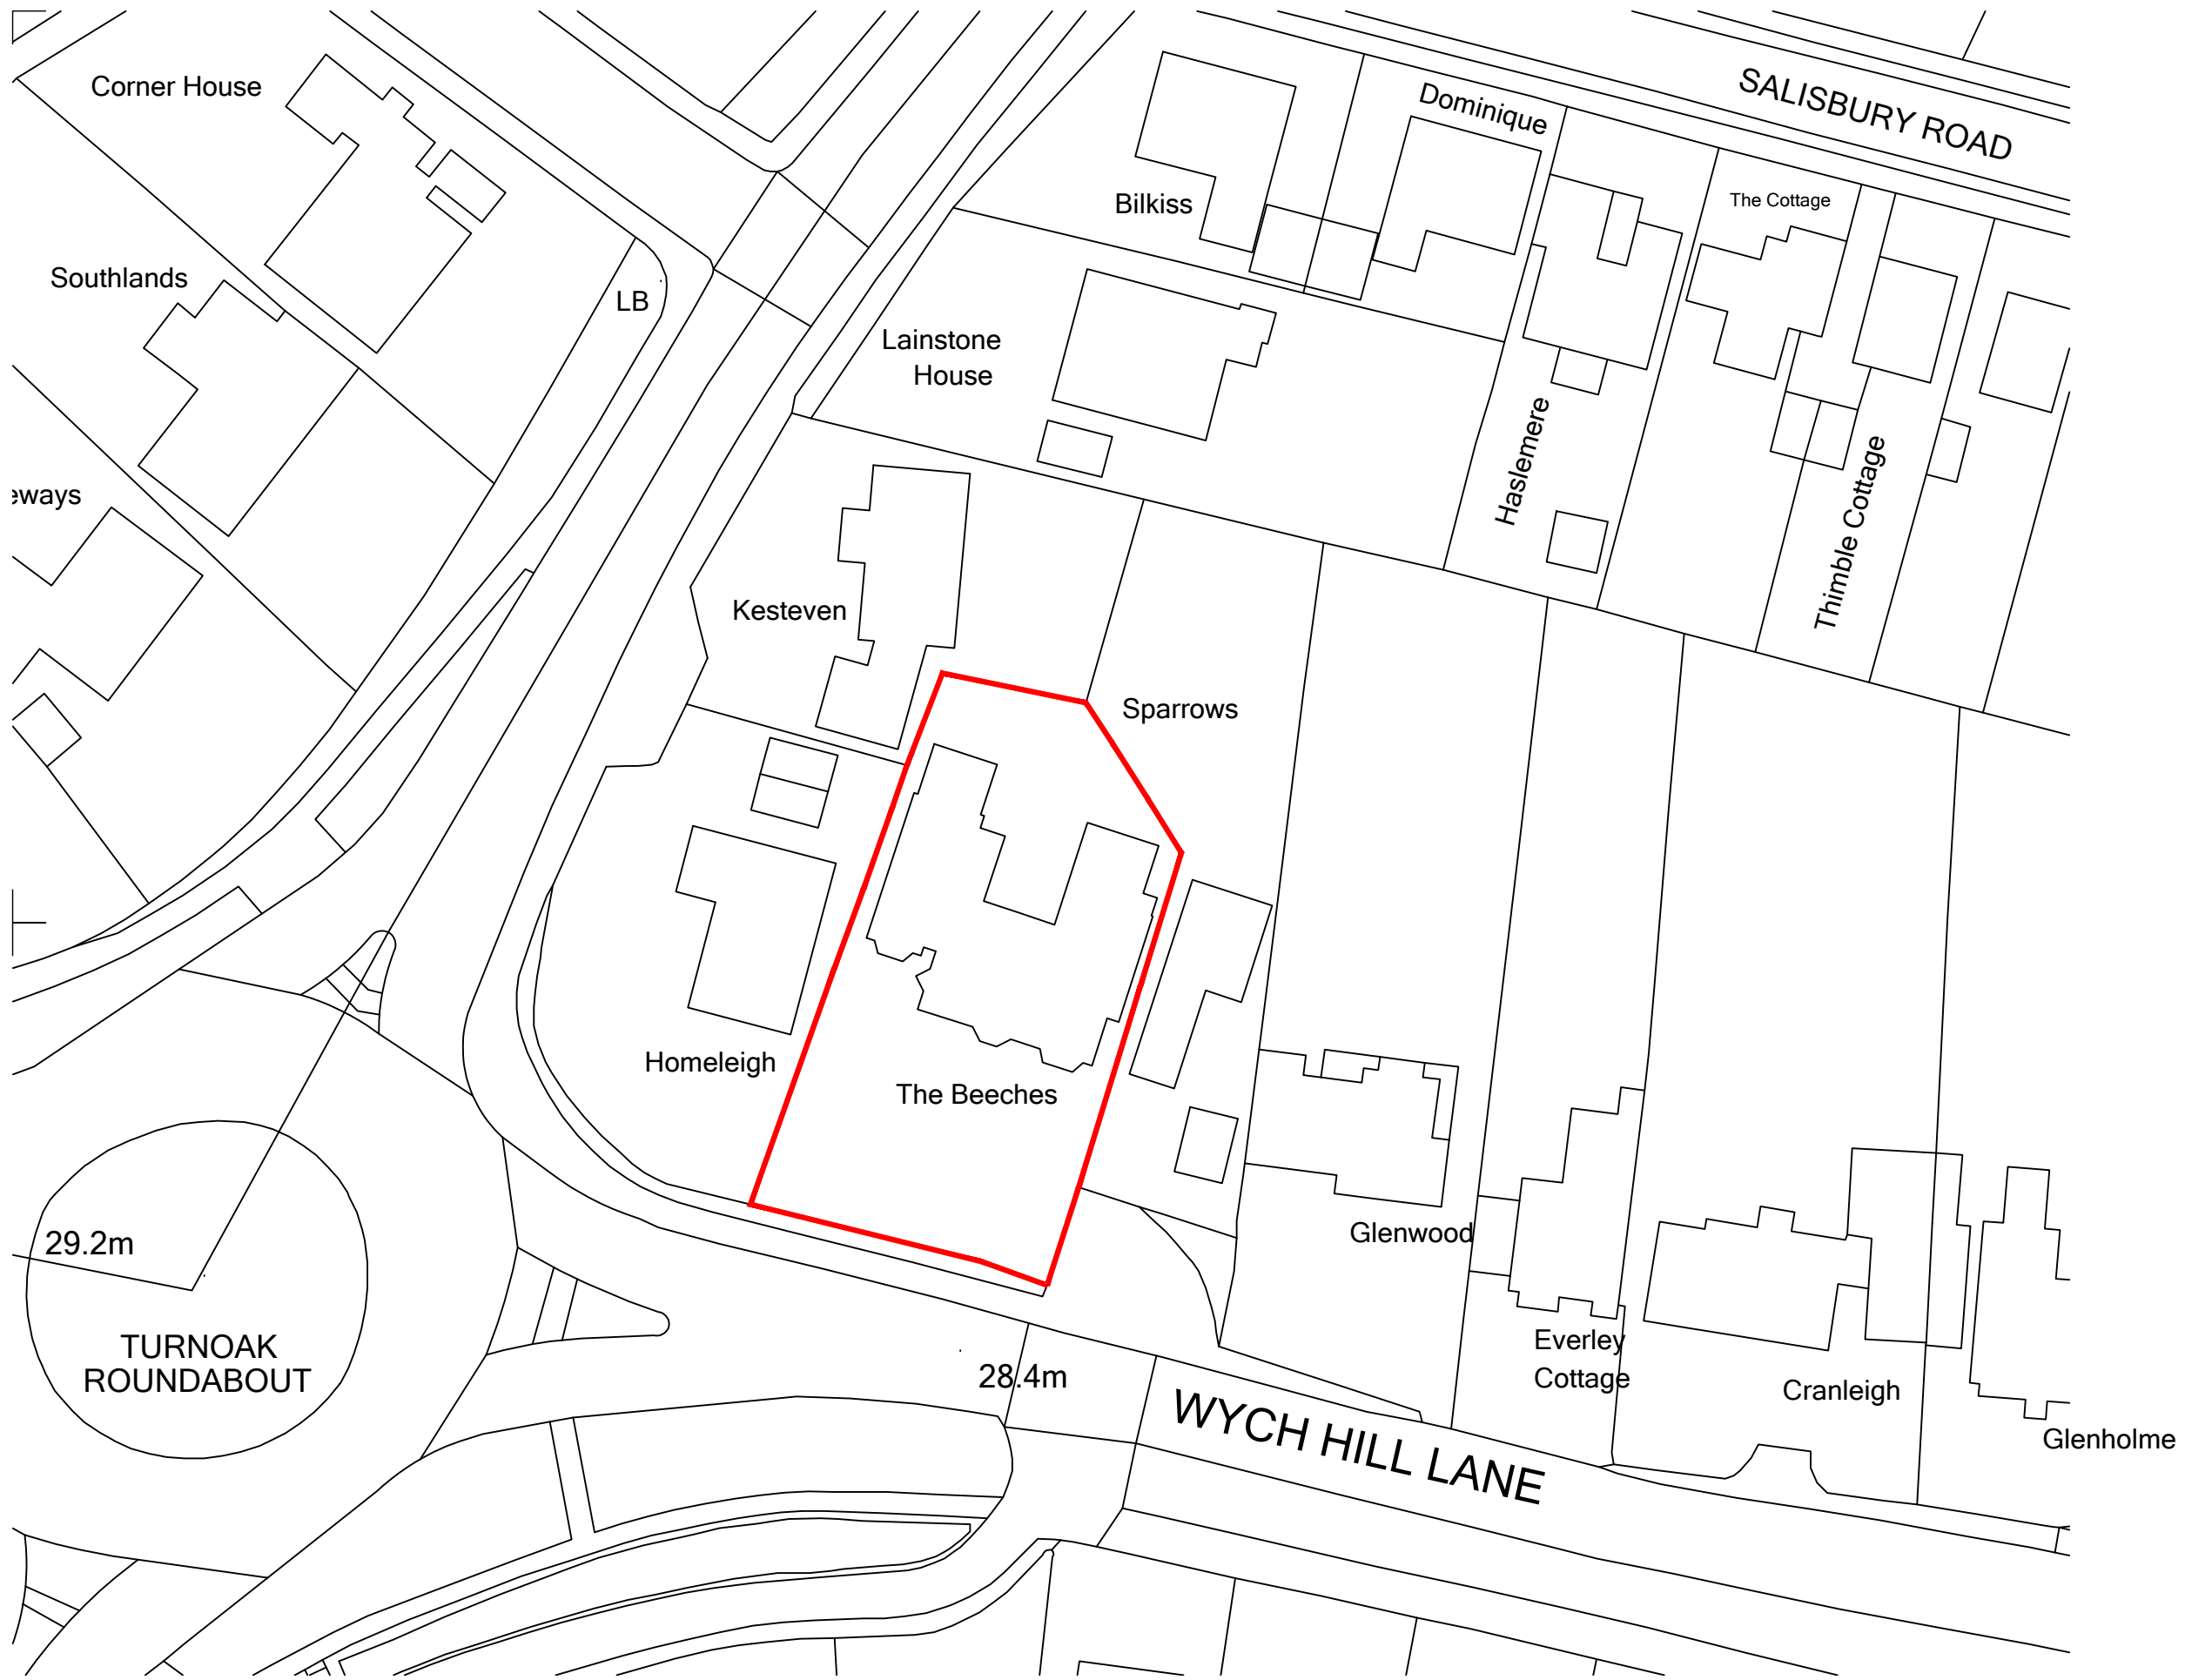 SALISBURY ROAD
Corner House
Dominique
The Cottage
Bilkiss
Southlands
LB
Lainstone
House
Haslemere
Thimble Cottage
eways
Kesteven
Sparrows
Homeleigh
The Beeches
Glenwood
29.2m
TURNOAK
ROUNDABOUT
28.4m
Everley
Cottage
Cranleigh
WYCH HILL LANE
Glenholme